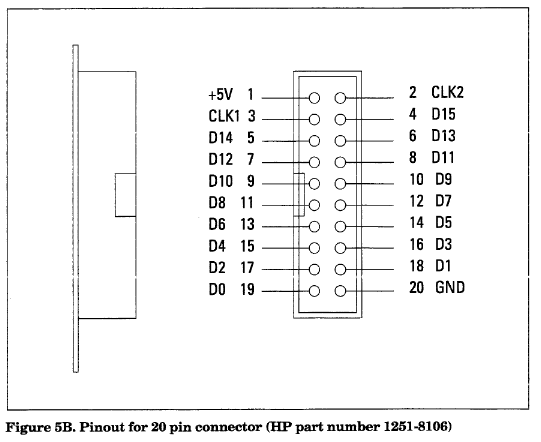 +5V 1 2 CLK2
CLK1 3 4 D15
D14 5 6 D13
D12 7 8 D11
D10 9 10 D9
D8 11 12 D7
D6 13 14 D5
D4 15 16 D3
D2 17 18 D1
D0 19 20 GND
Figure 5B. Pinout for 20 pin connector (HP part number 1251-8106)